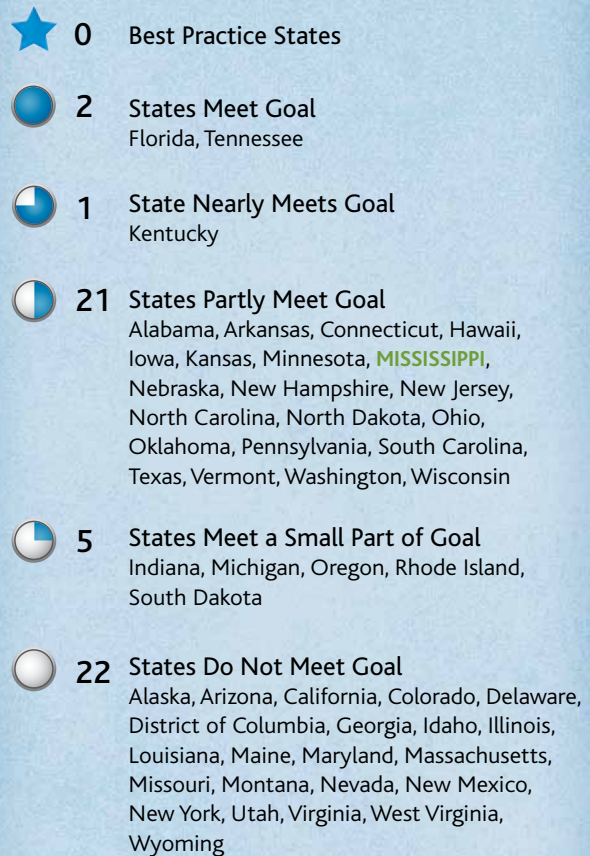 0 Best Practice States
2 States Meet Goal
Florida, Tennessee
1 State Nearly Meets Goal
Kentucky
21 States Partly Meet Goal
Alabama, Arkansas, Connecticut, Hawaii,
Iowa, Kansas, Minnesota, MISSISSIPPI,
Nebraska, New Hampshire, New Jersey,
North Carolina, North Dakota, Ohio,
Oklahoma, Pennsylvania, South Carolina,
Texas, Vermont, Washington, Wisconsin
5 States Meet a Small Part of Goal
Indiana, Michigan, Oregon, Rhode Island,
South Dakota
22 States Do Not Meet Goal
Alaska, Arizona, California, Colorado, Delaware,
District of Columbia, Georgia, Idaho, Illinois,
Louisiana, Maine, Maryland, Massachusetts,
Missouri, Montana, Nevada, New Mexico,
New York, Utah, Virginia, West Virginia,
Wyoming